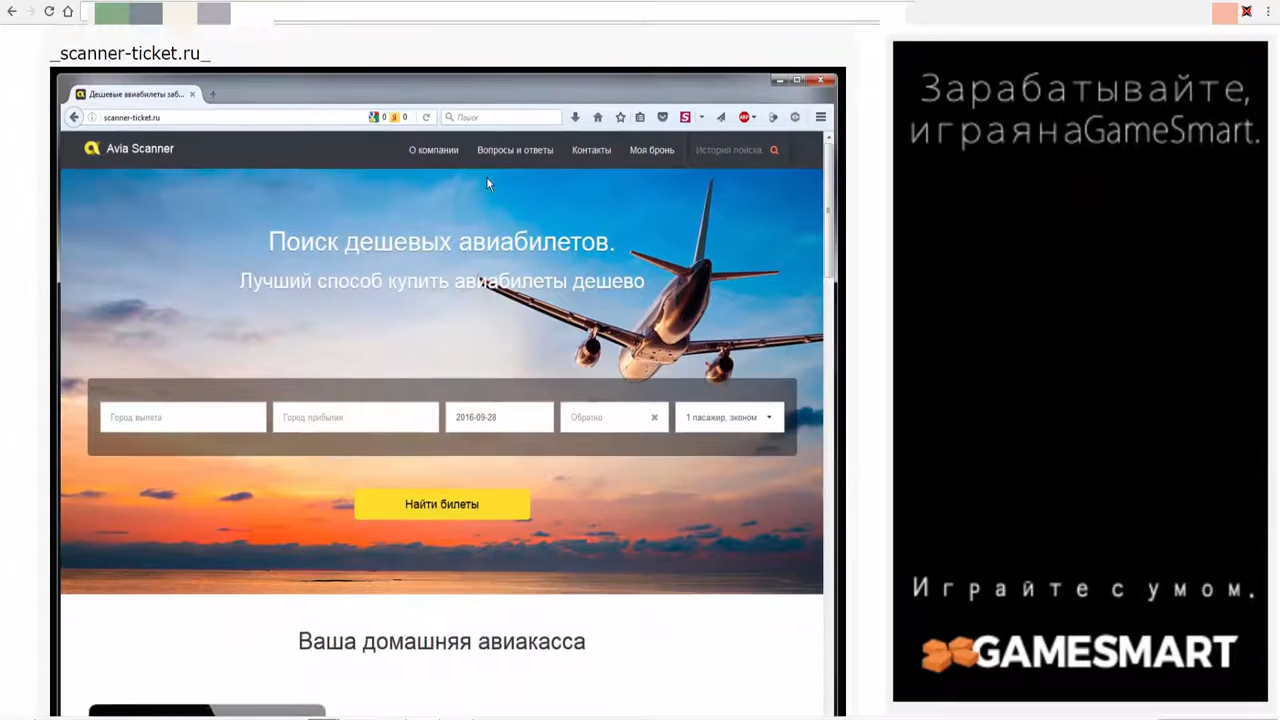 _scanner-ticket.ru_
Дешевые авиабилеты заб...
scanner-ticket.ru
0
0
Поиск
Avia Scanner
О компании
Вопросы и ответы
Контакты
Моя бронь
История поиска
Поиск дешевых авиабилетов.
Лучший способ купить авиабилеты дешево
Город вылета
Город прибытия
2016-09-28
Обратно
1 пасажир, эконом
Найти билеты
Ваша домашняя авиакасса
Зарабатывайте,
играянаGameSmart.
Играйте с умом.
GAMESMART